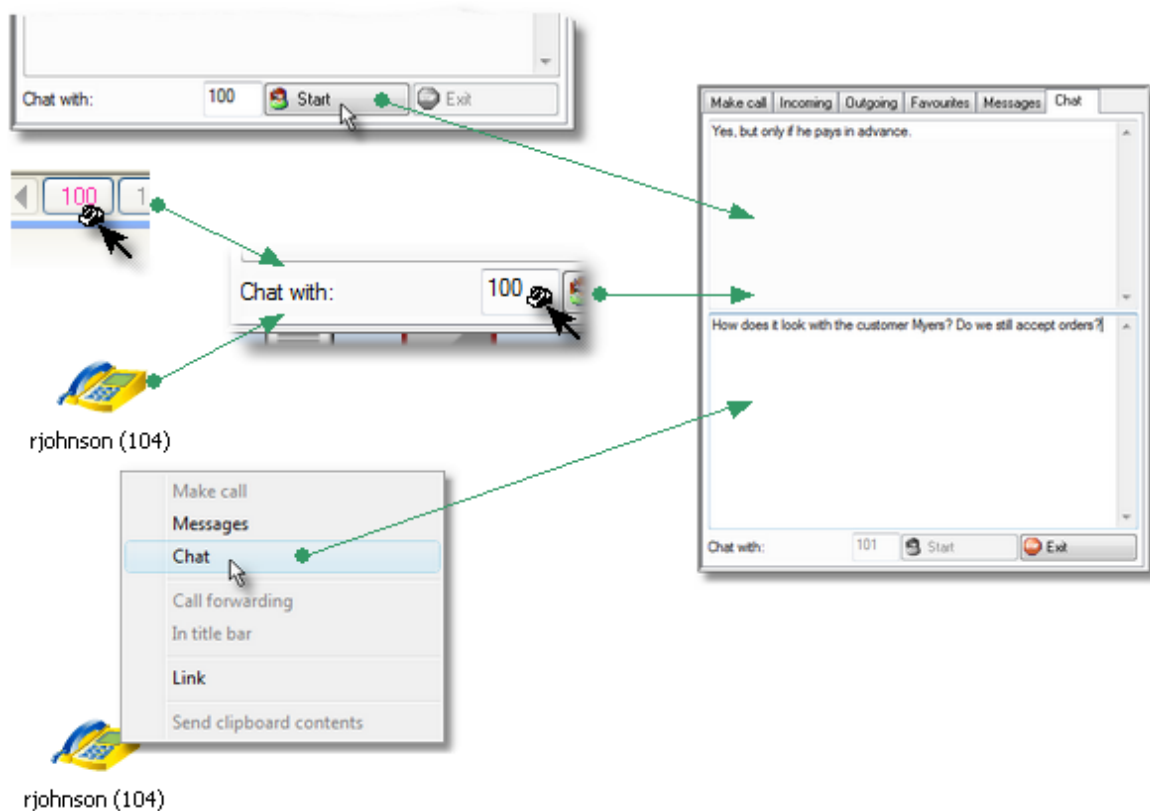 Chat with: 100 Start Exit
100 1
Chat with: 100
rjohnson (104)
Make call
Messages
Chat
Call forwarding
In title bar
Link
Send clipboard contents
rjohnson (104)
Make call Incoming Outgoing Favourites Messages Chat
Yes, but only if he pays in advance.
How does it look with the customer Myers? Do we still accept orders?
Chat with: 101 Start Exit